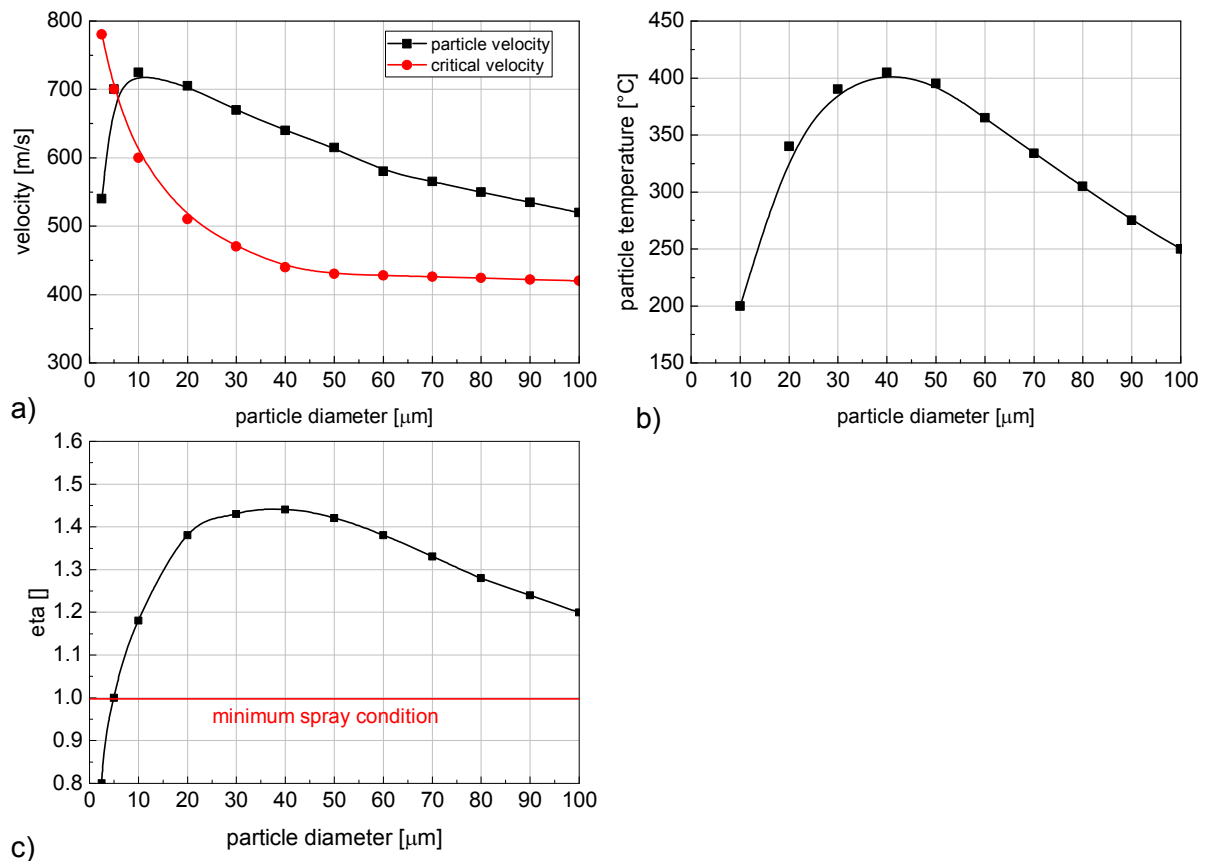 800
700
600
500
400
300
velocity [m/s]
particle velocity
critical velocity
0 10 20 30 40 50 60 70 80 90 100
particle diameter [μm]
a)
450
400
350
300
250
200
150
particle temperature [°C]
0 10 20 30 40 50 60 70 80 90 100
particle diameter [μm]
b)
1.6
1.5
1.4
1.3
1.2
1.1
1.0
0.9
0.8
eta []
minimum spray condition
0 10 20 30 40 50 60 70 80 90 100
particle diameter [μm]
c)